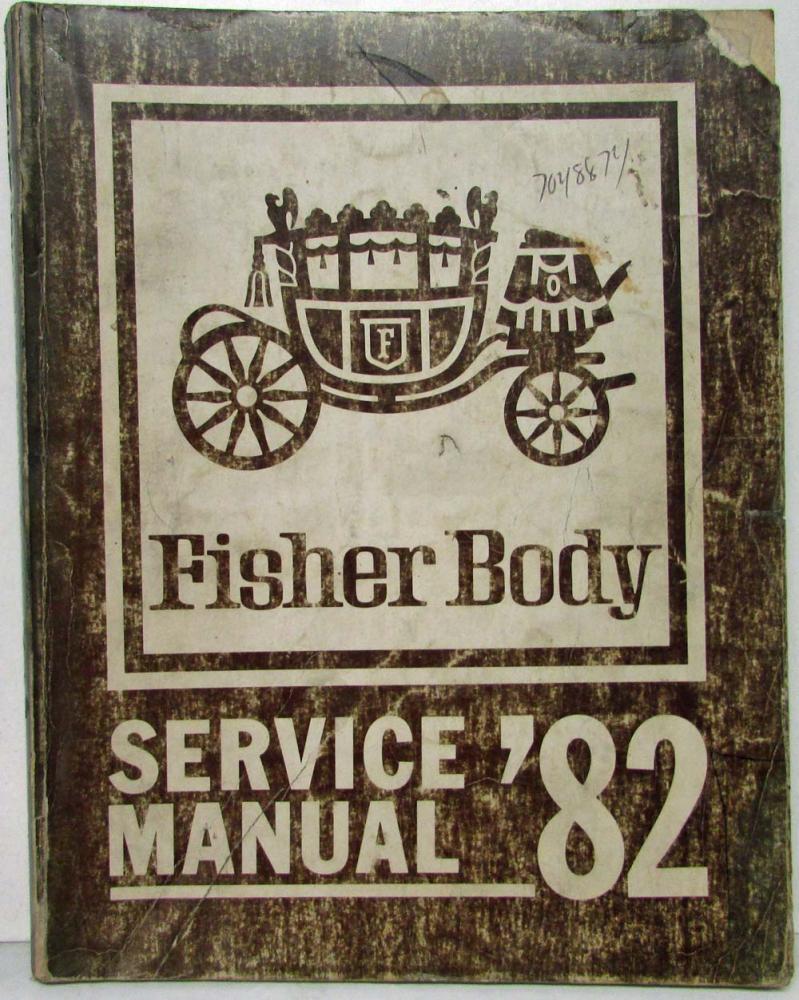 F
Fisher Body
SERVICE
MANUAL
'82